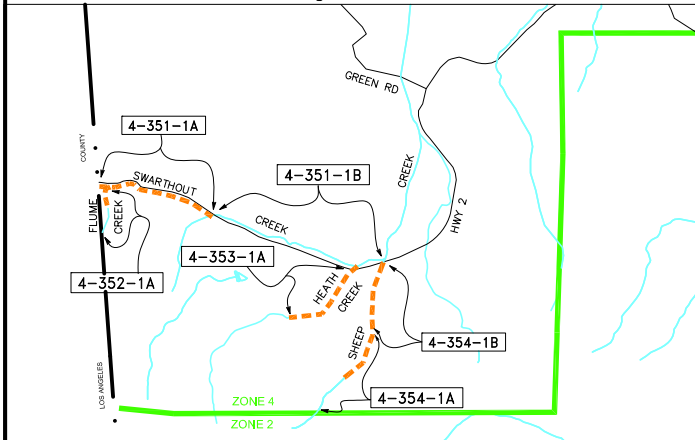 GREEN RD
4-351-1A
COUNTY
SWARTHOUT
4-351-1B
CREEK
HWY 2
FLUME
CREEK
CREEK
4-353-1A
4-352-1A
HEATH
CREEK
SHEEP
4-354-1B
LOS ANGELES
4-354-1A
ZONE 4
ZONE 2